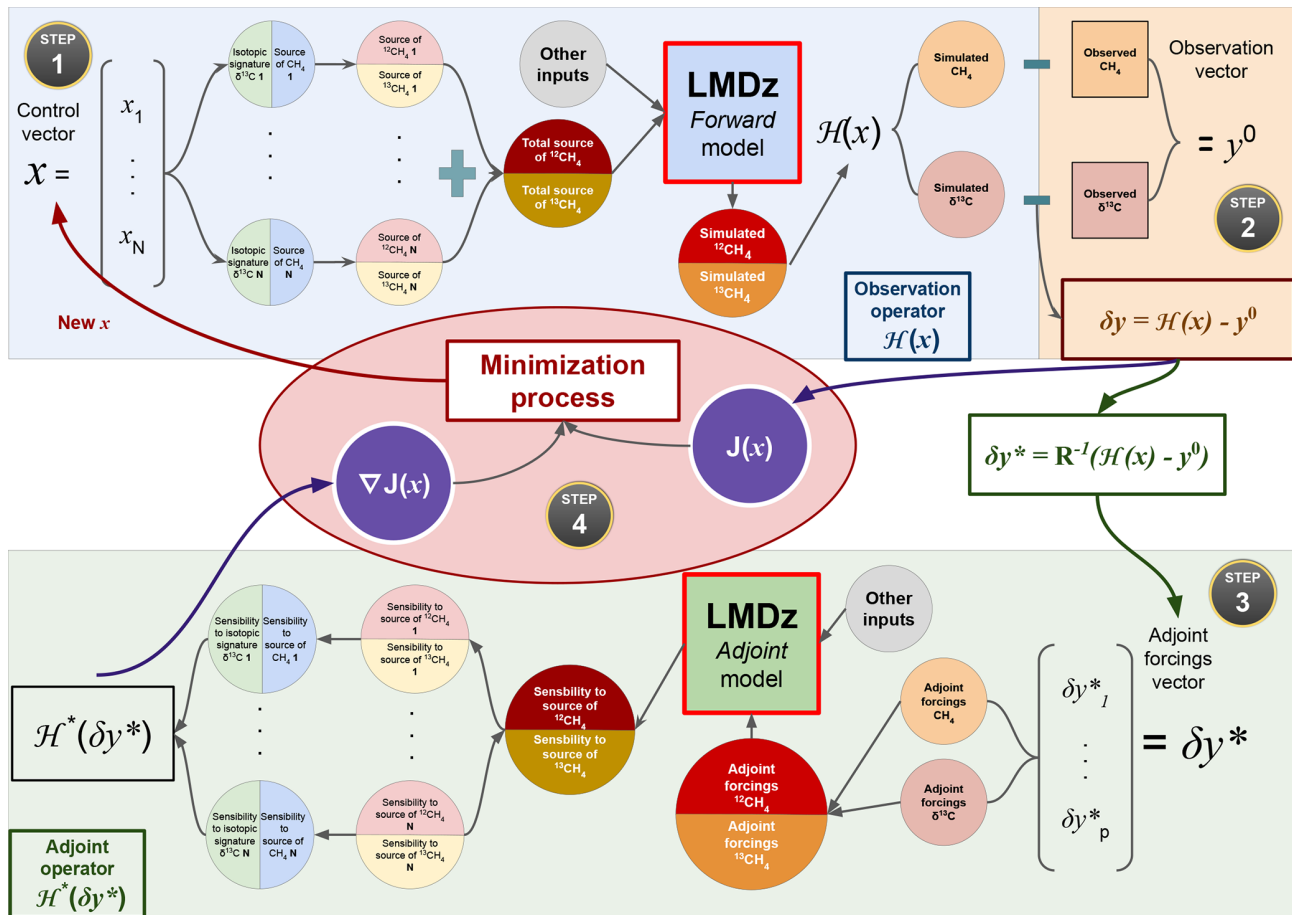 STEP
1
Control
vector
x =
x1
xN
Isotopic
signature
δ¹³C 1
Source
of CH₄
1
Source of
¹²CH₄ 1
Source of
¹³CH₄ 1
Isotopic
signature
δ¹³C N
Source
of CH₄
N
Source of
¹²CH₄ N
Source of
¹³CH₄ N
Other
inputs
Total source
of ¹²CH₄
Total source
of ¹³CH₄
LMDz
Forward
model
Simulated
¹²CH₄
Simulated
¹³CH₄
ℋ(x)
Simulated
CH₄
Simulated
δ¹³C
Observed
CH₄
Observed
δ¹³C
Observation
vector
= y⁰
STEP
2
Observation
operator
ℋ(x)
δy = ℋ(x) - y⁰
New x
Minimization
process
∇J(x)
J(x)
STEP
4
δy* = R⁻¹(ℋ(x) - y⁰)
STEP
3
Adjoint
forcings
vector
δy*1
δy*p
= δy*
Adjoint
forcings
CH₄
Adjoint
forcings
δ¹³C
Other
inputs
LMDz
Adjoint
model
Adjoint
forcings
¹²CH₄
Adjoint
forcings
¹³CH₄
Sensbility to
source of
¹²CH₄
Sensbility to
source of
¹³CH₄
Sensibility to
source of ¹²CH₄
1
Sensibility to
source of ¹³CH₄
1
Sensibility
to isotopic
signature
δ¹³C 1
Sensibility
to
source of
CH₄ 1
Sensibility to
source of ¹²CH₄
N
Sensibility to
source of ¹³CH₄
N
Sensibility
to isotopic
signature
δ¹³C N
Sensibility
to
source of
CH₄ N
ℋ*(δy*)
Adjoint
operator
ℋ*(δy*)